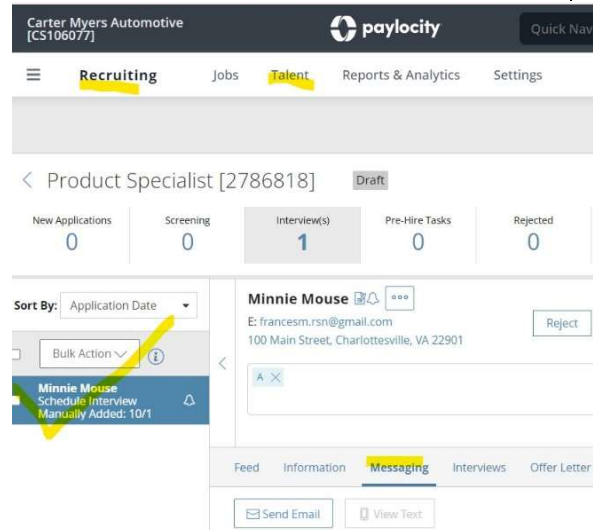 Carter Myers Automotive
[CS106077]
paylocity
Quick Nav
Recruiting Jobs Talent Reports & Analytics Settings
Product Specialist [2786818] Draft
New Applications Screening Interview(s) Pre-Hire Tasks Rejected
0 0 1 0 0
Sort By: Application Date
Minnie Mouse
E: francesm.rsn@gmail.com
Reject
100 Main Street, Charlottesville, VA 22901
Bulk Action
A
Minnie Mouse
Schedule Interview
Manually Added: 10/1
Feed Information Messaging Interviews Offer Letter
Send Email View Text